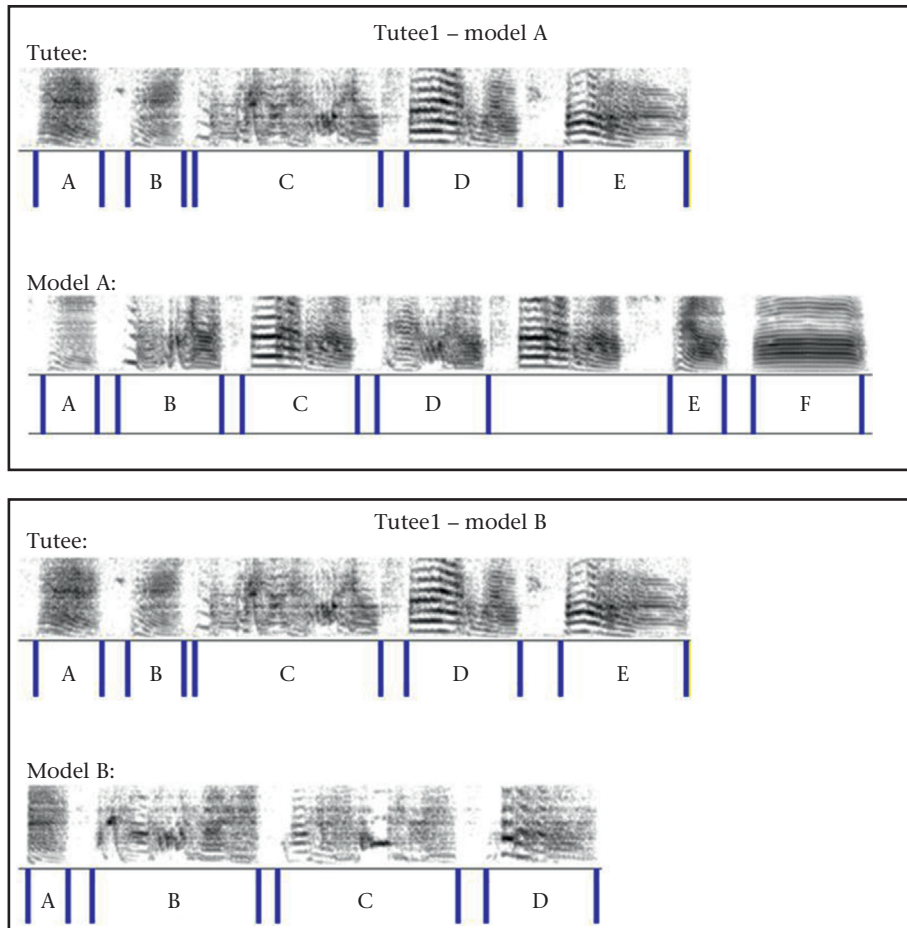 Tutee1 – model A
Tutee:
A B C D E
Model A:
A B C D E F
Tutee1 – model B
Tutee:
A B C D E
Model B:
A B C D